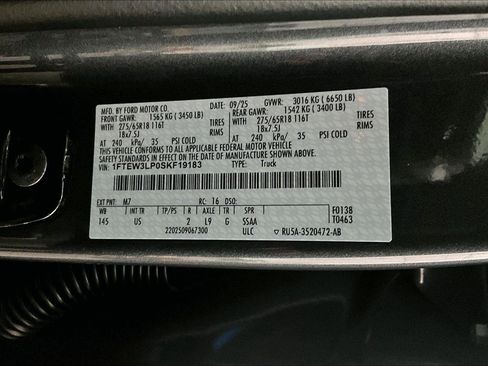 MFD. BY FORD MOTOR CO. DATE: 09/25 GVWR: 3016 KG ( 6650 LB)
FRONT GAWR: 1565 KG ( 3450 LB) REAR GAWR: 1542 KG ( 3400 LB)
WITH WITH
275/65R18 116T TIRES 275/65R18 116T TIRES
18x7.5J RIMS 18x7.5J RIMS
AT 240 kPa/ 35 PSI COLD AT 240 kPa/ 35 PSI COLD
THIS VEHICLE CONFORMS TO ALL APPLICABLE FEDERAL MOTOR VEHICLE
SAFETY STANDARDS IN EFFECT ON THE DATE OF MANUFACTURE SHOWN ABOVE.
VIN: 1FTEW3LP0SKF19183 TYPE: Truck
EXT PNT: M7 RC: 16 DSO: F0138
WB INT TR TP/PS R AXLE TR SPR T0463
145 US 2 L9 G SSAA
2202509067300 ULC RU5A-3520472-AB